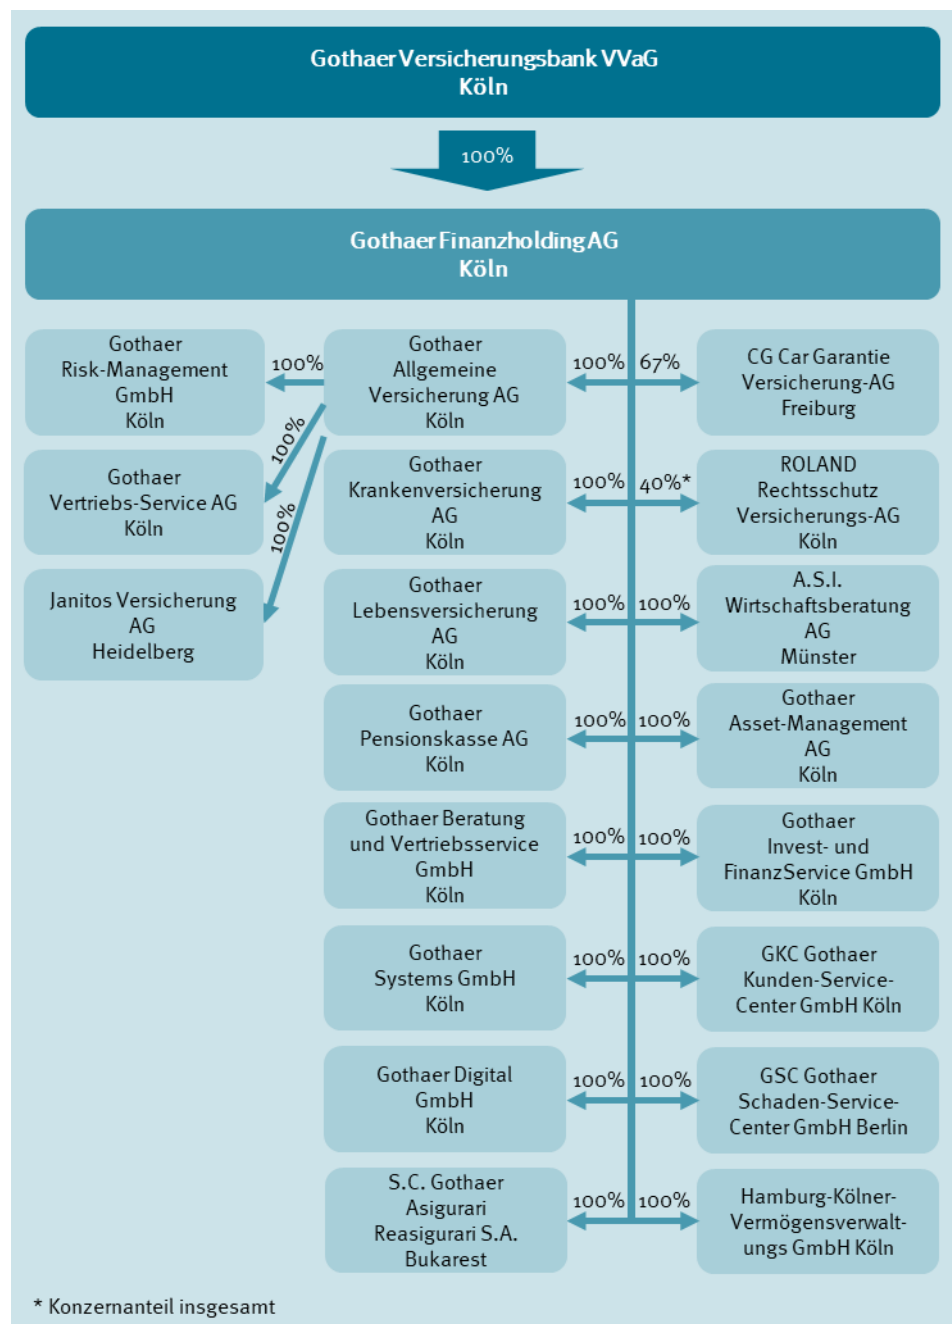 Gothaer Versicherungsbank VVaG
Köln
100%
Gothaer Finanzholding AG
Köln
Gothaer
Risk-Management
GmbH
Köln
100%
Gothaer
Allgemeine
Versicherung AG
Köln
100%
67%
CG Car Garantie
Versicherung-AG
Freiburg
100%
Gothaer
Vertriebs-Service AG
Köln
Gothaer
Krankenversicherung
AG
Köln
100%
40%*
ROLAND
Rechtsschutz
Versicherungs-AG
Köln
100%
Janitos Versicherung
AG
Heidelberg
Gothaer
Lebensversicherung
AG
Köln
100%
100%
A.S.I.
Wirtschaftsberatung
AG
Münster
Gothaer
Pensionskasse AG
Köln
100%
100%
Gothaer
Asset-Management
AG
Köln
Gothaer Beratung
und Vertriebsservice
GmbH
Köln
100%
100%
Gothaer
Invest- und
FinanzService GmbH
Köln
Gothaer
Systems GmbH
Köln
100%
100%
GKC Gothaer
Kunden-Service-
Center GmbH Köln
Gothaer Digital
GmbH
Köln
100%
100%
GSC Gothaer
Schaden-Service-
Center GmbH Berlin
S.C. Gothaer
Asigurari
Reasigurari S.A.
Bukarest
100%
100%
Hamburg-Kölner-
Vermögensverwalt-
ungs GmbH Köln
* Konzernanteil insgesamt